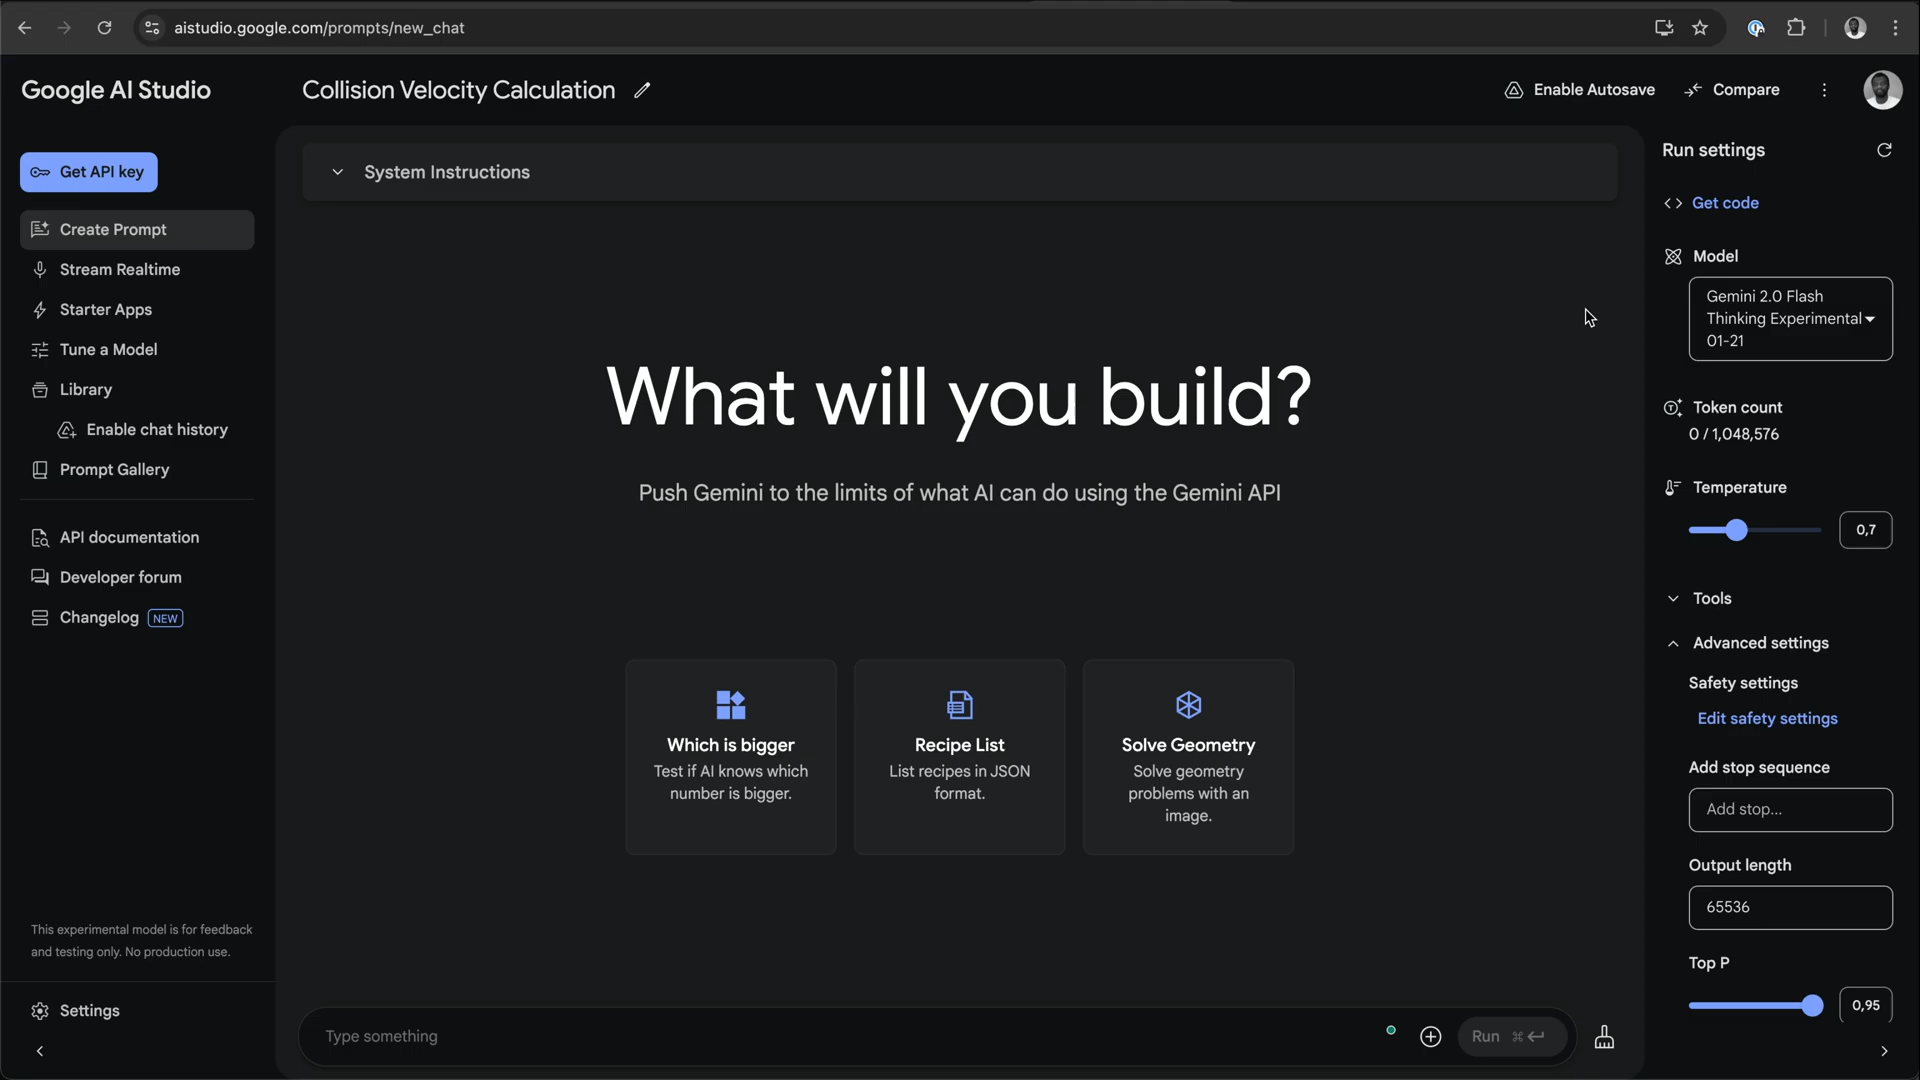 aistudio.google.com/prompts/new_chat
Google AI Studio
Collision Velocity Calculation
Enable Autosave
Compare
Get API key
Create Prompt
Stream Realtime
Starter Apps
Tune a Model
Library
Enable chat history
Prompt Gallery
API documentation
Developer forum
Changelog NEW
This experimental model is for feedback
and testing only. No production use.
Settings
System Instructions
What will you build?
Push Gemini to the limits of what AI can do using the Gemini API
Which is bigger
Test if AI knows which
number is bigger.
Recipe List
List recipes in JSON
format.
Solve Geometry
Solve geometry
problems with an
image.
Type something
Run ⌘↵
Run settings
Get code
Model
Gemini 2.0 Flash
Thinking Experimental
01-21
Token count
0 / 1,048,576
Temperature
0,7
Tools
Advanced settings
Safety settings
Edit safety settings
Add stop sequence
Add stop...
Output length
65536
Top P
0,95